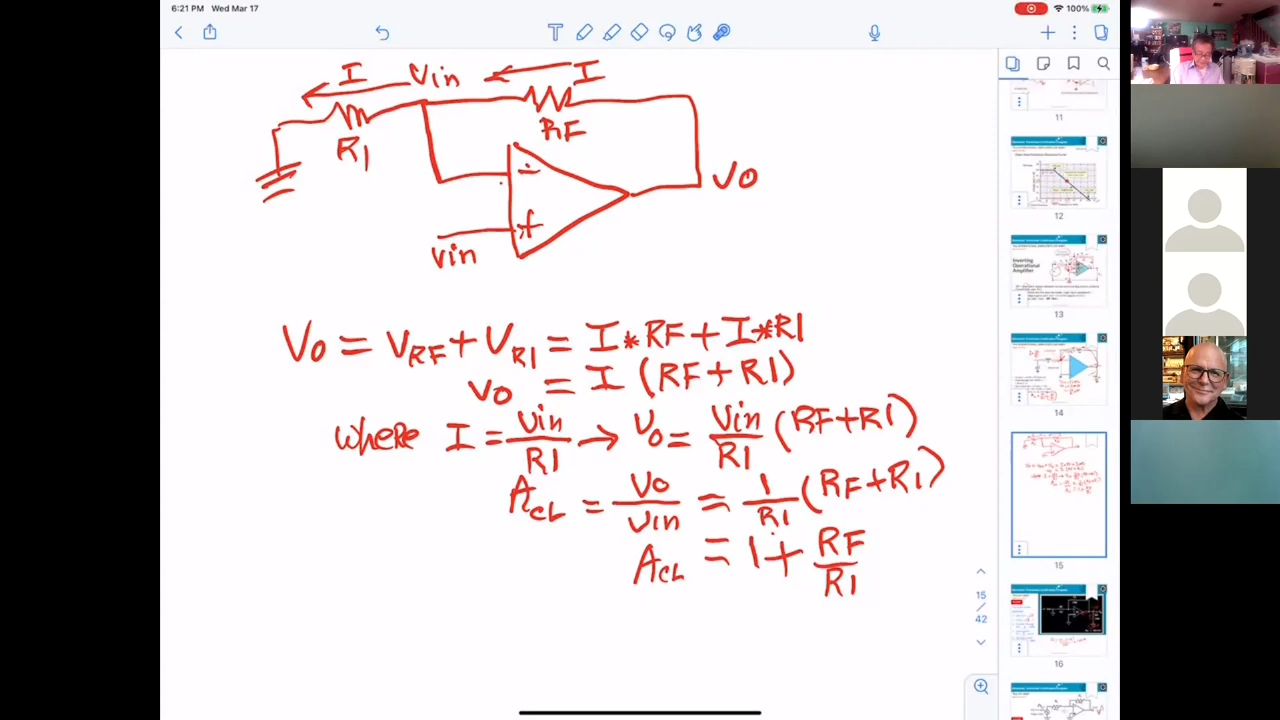 6:21 PM Wed Mar 17
100%
I Vin I
R1 RF
- VO
+
Vin
VO = VRF + VR1 = I*RF + I*R1
VO = I (RF + R1)
where I = Vin/R1 → VO = Vin/R1 (RF + R1)
ACL = VO/Vin = 1/R1 (RF + R1)
ACL = 1 + RF/R1
11
12
Inverting
Operational
Amplifier
13
14
15
16
15
/
42